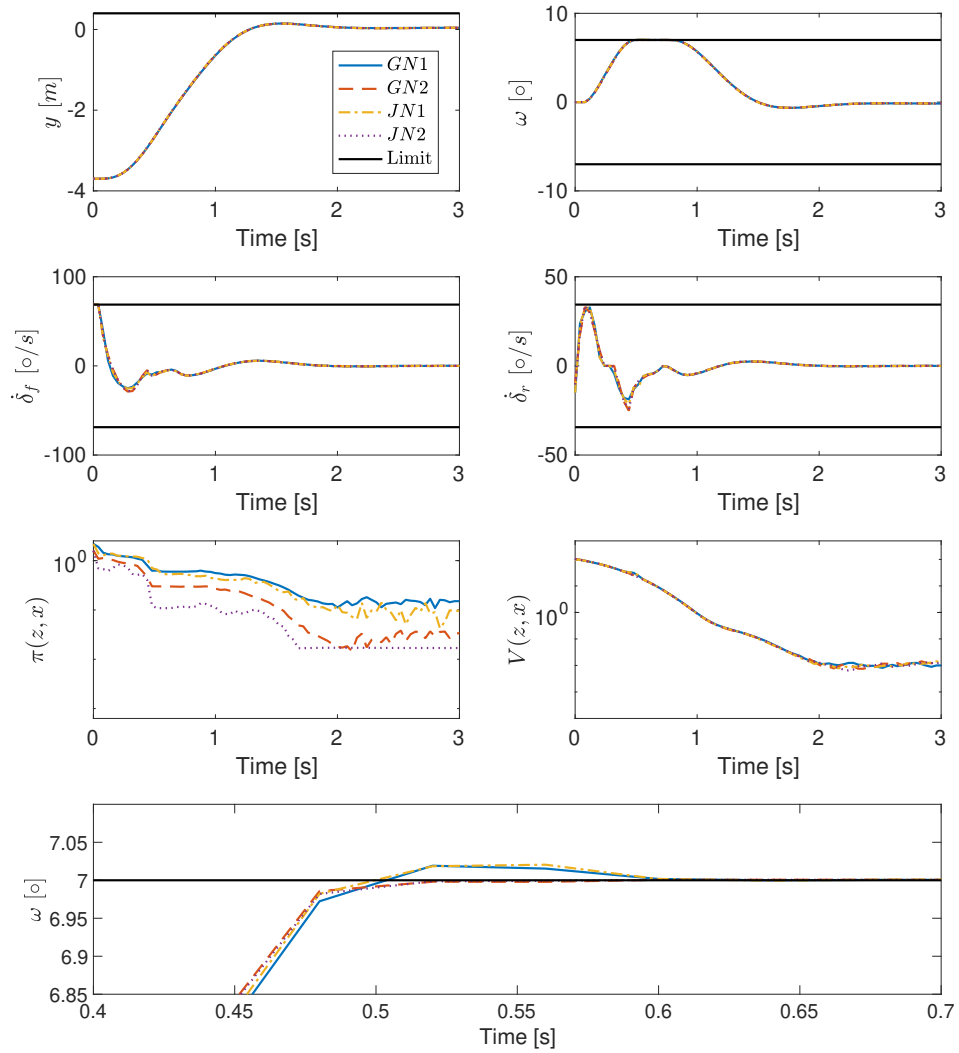 0
-2
-4
y [m]
0 1 2 3
Time [s]
GN1
GN2
JN1
JN2
Limit
10
0
-10
ω [∘]
0 1 2 3
Time [s]
100
0
-100
δ̇_f [∘/s]
0 1 2 3
Time [s]
50
0
-50
δ̇_r [∘/s]
0 1 2 3
Time [s]
10^0
π(z, x)
0 1 2 3
Time [s]
10^0
V(z, x)
0 1 2 3
Time [s]
7.05
7
6.95
6.9
6.85
ω [∘]
0.4 0.45 0.5 0.55 0.6 0.65 0.7
Time [s]